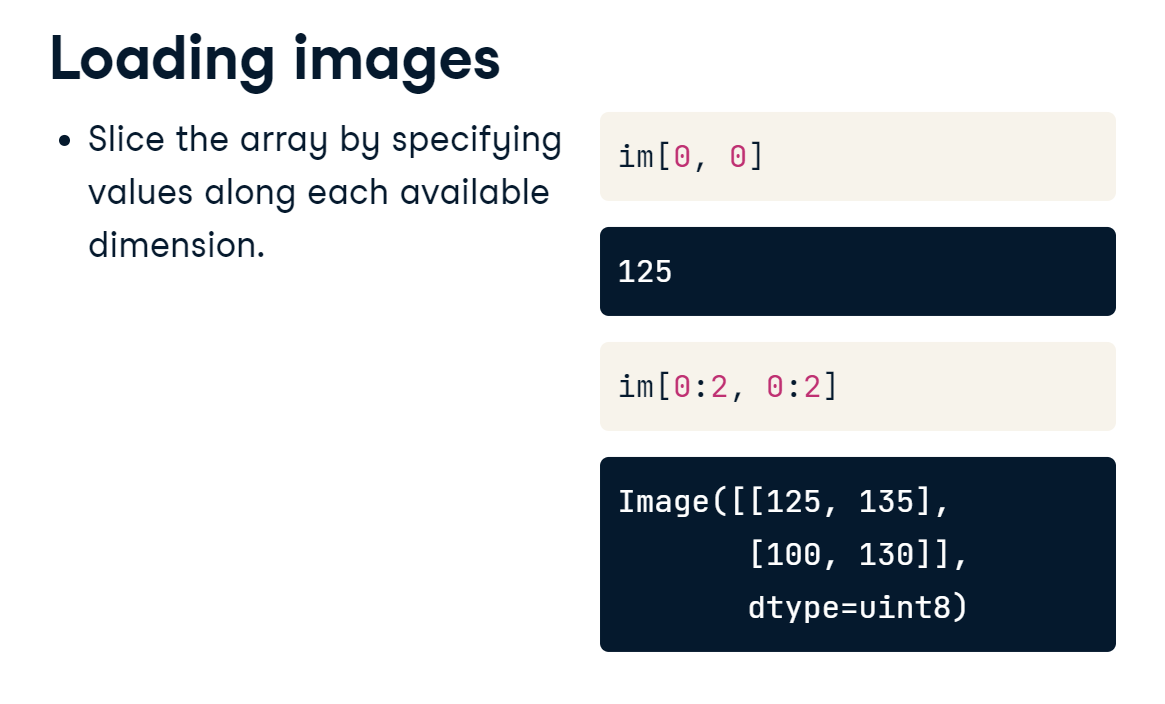 Loading images
• Slice the array by specifying
values along each available
dimension.
im[0, 0]
125
im[0:2, 0:2]
Image([[125, 135],
       [100, 130]],
       dtype=uint8)